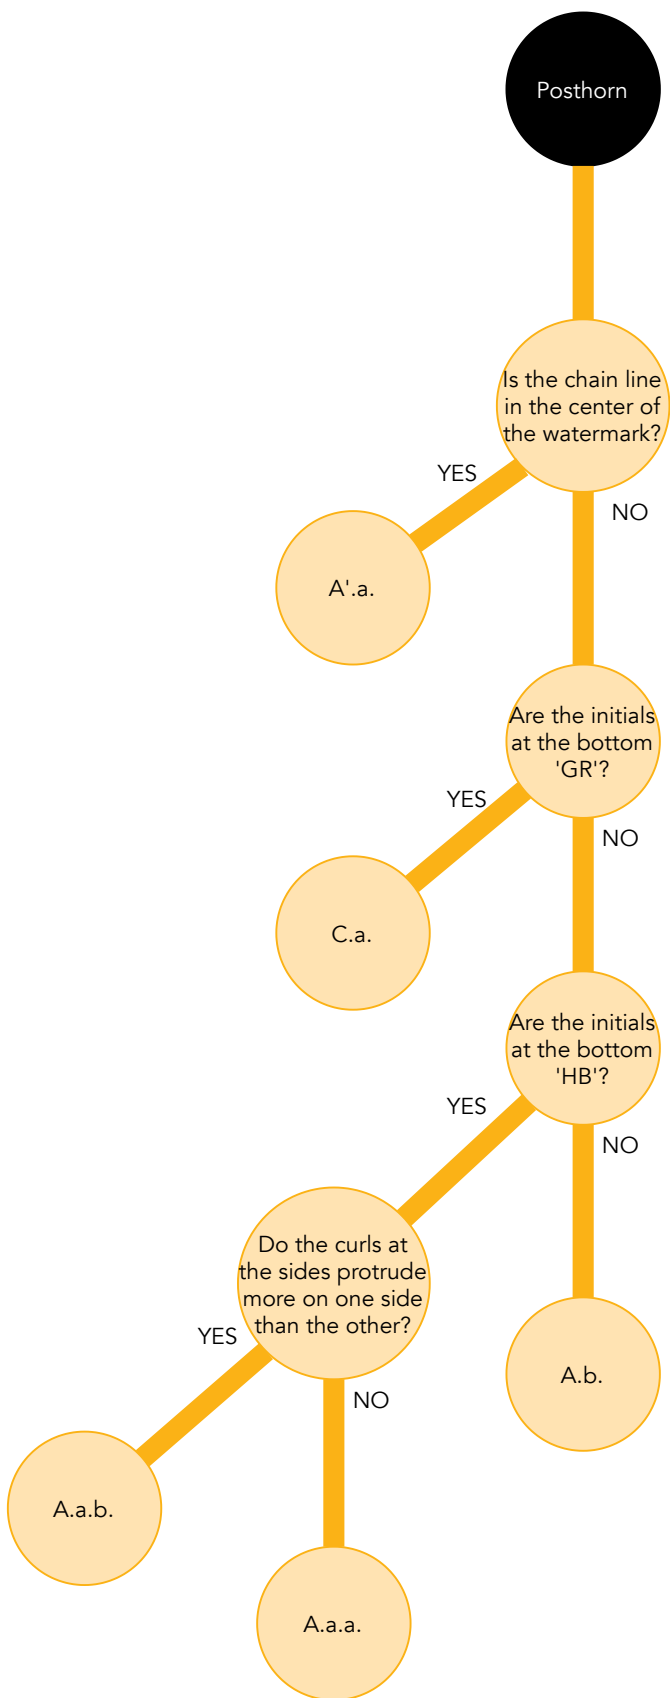 Posthorn
Is the chain line
in the center of
the watermark?
YES
NO
A'.a.
Are the initials
at the bottom
'GR'?
YES
NO
C.a.
Are the initials
at the bottom
'HB'?
YES
NO
Do the curls at
the sides protrude
more on one side
than the other?
YES
NO
A.b.
A.a.b.
A.a.a.